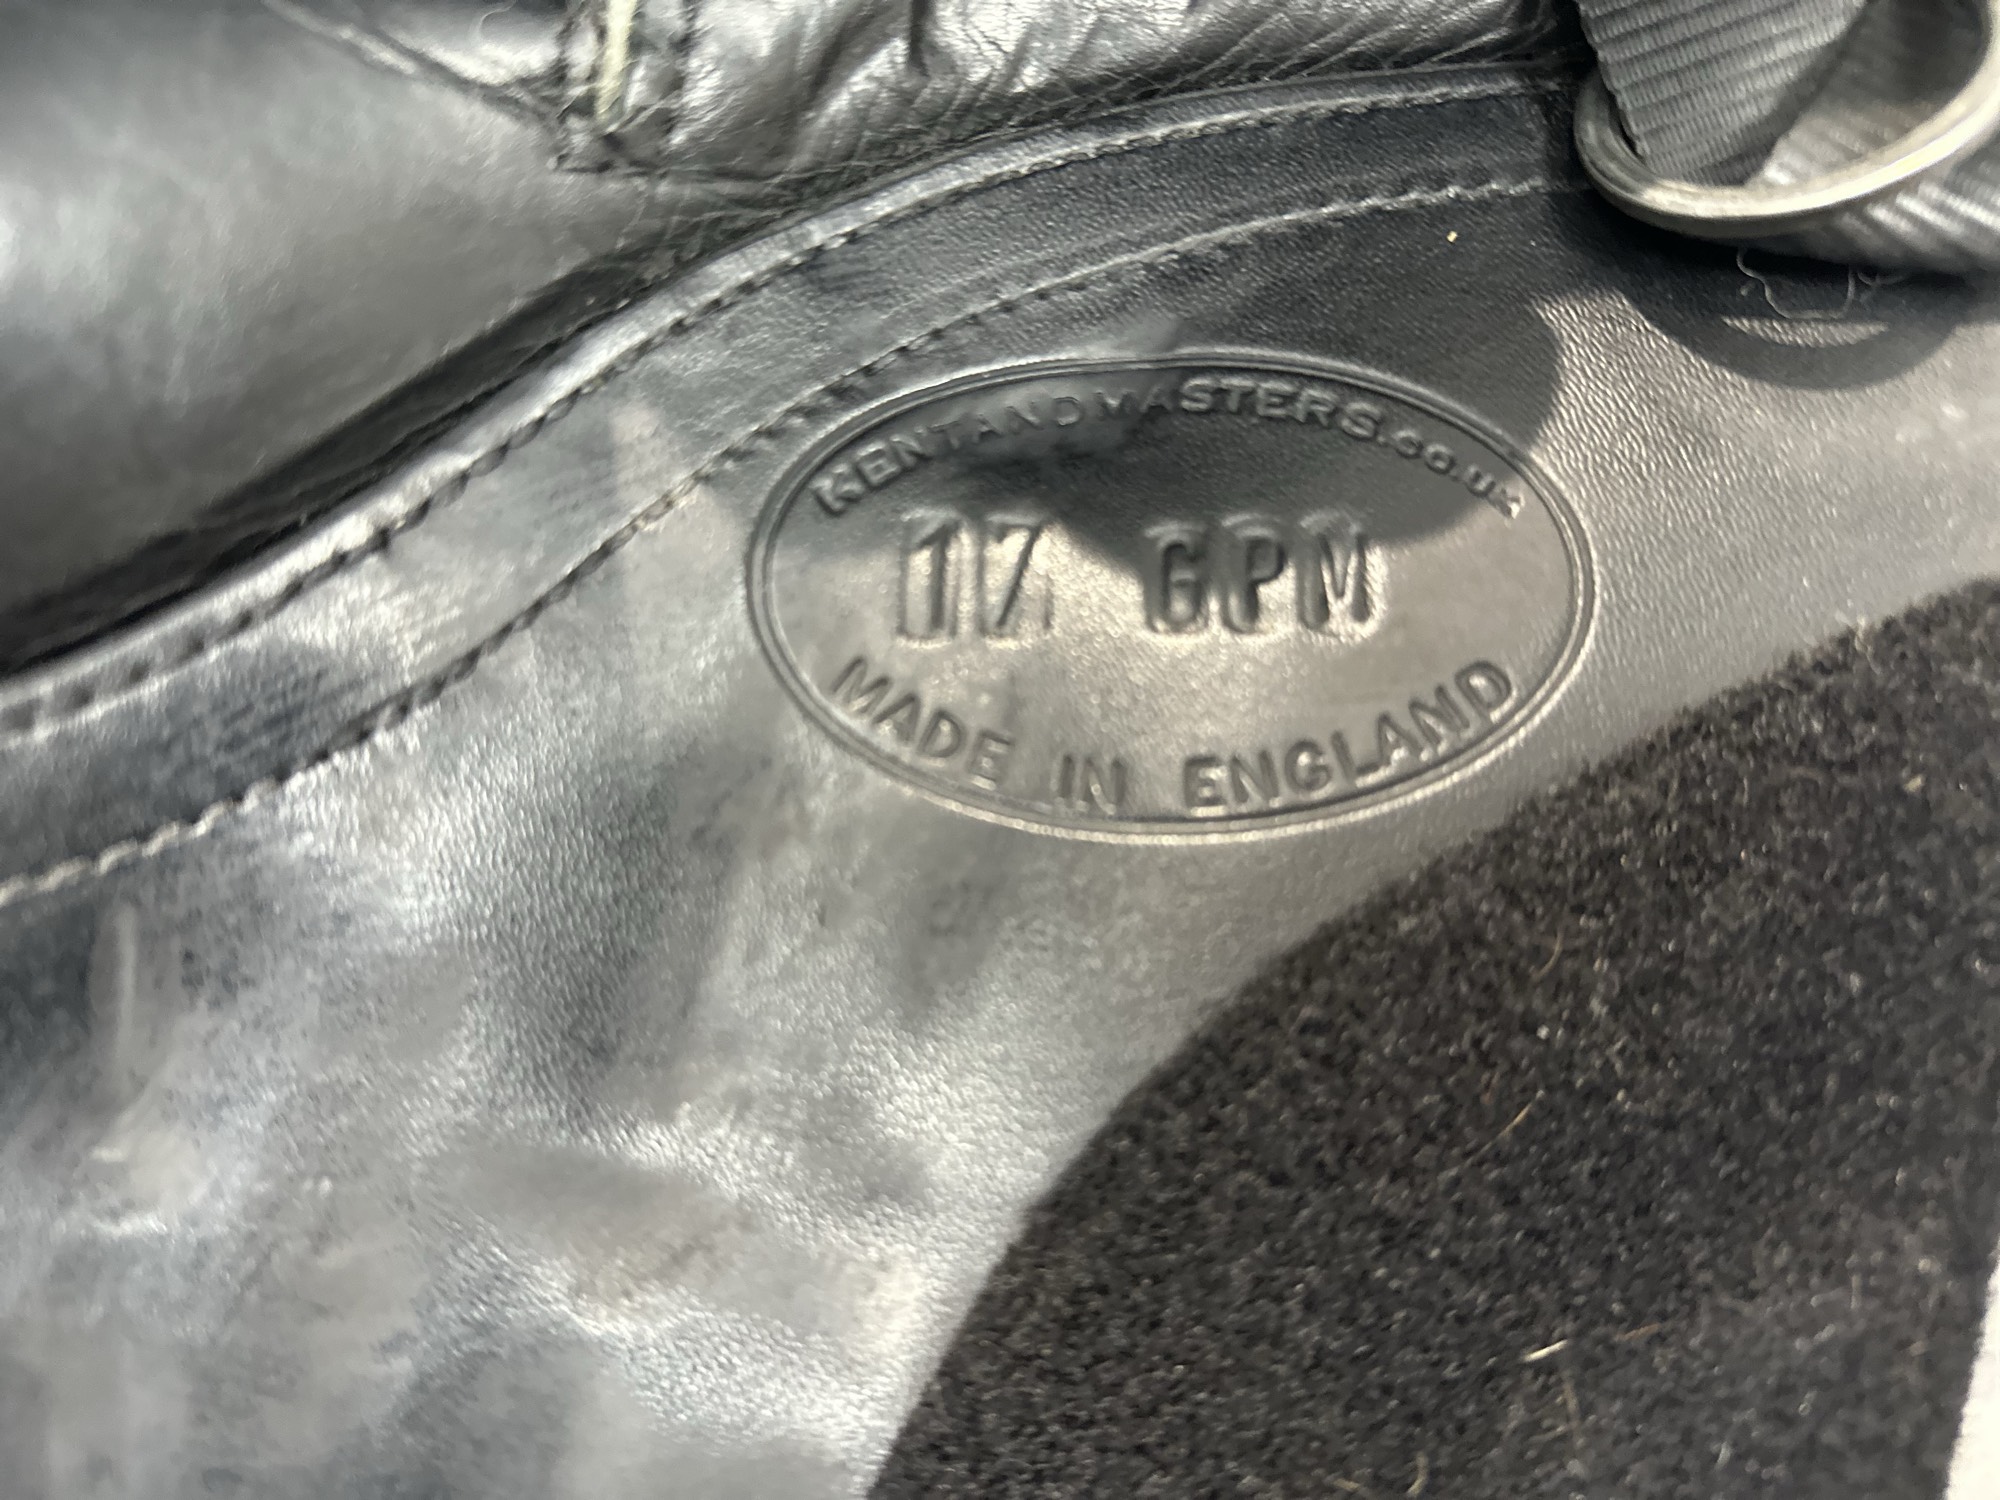 KENTANDMASTERS.co.uk
17 GPM
MADE IN ENGLAND